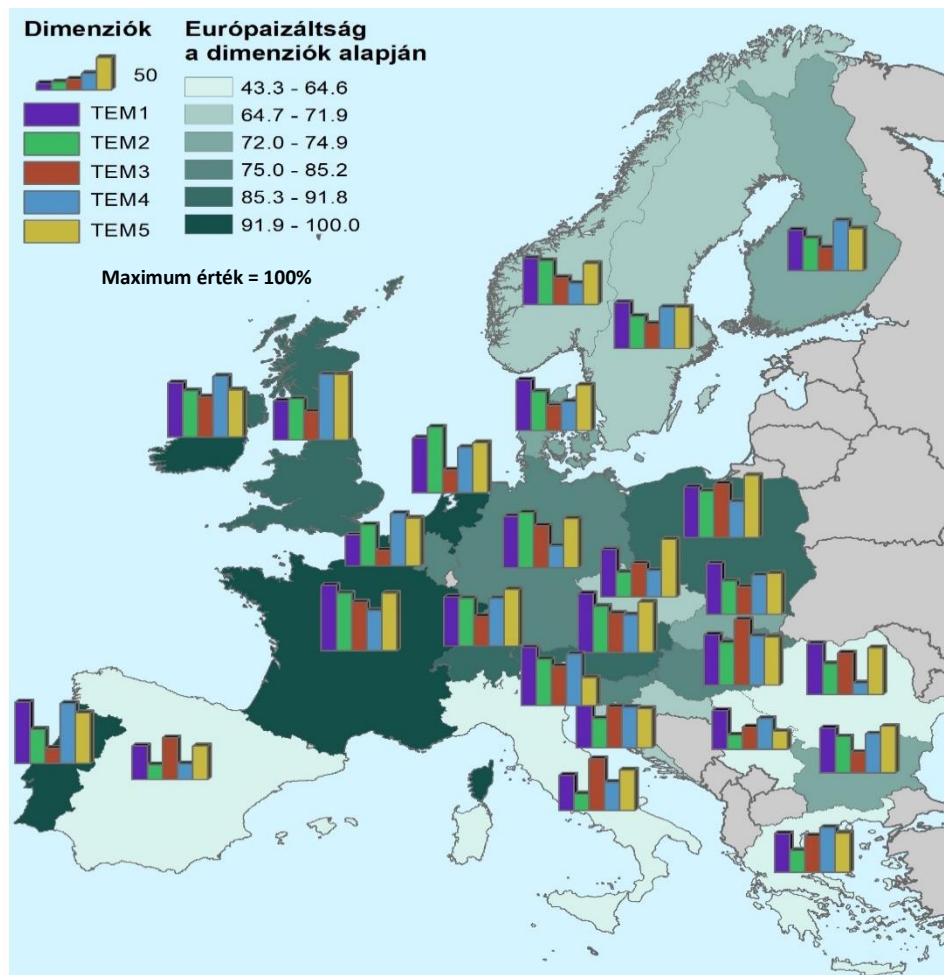 Dimenziók
50
TEM1
TEM2
TEM3
TEM4
TEM5
Európaizáltság
a dimenziók alapján
43.3 - 64.6
64.7 - 71.9
72.0 - 74.9
75.0 - 85.2
85.3 - 91.8
91.9 - 100.0
Maximum érték = 100%